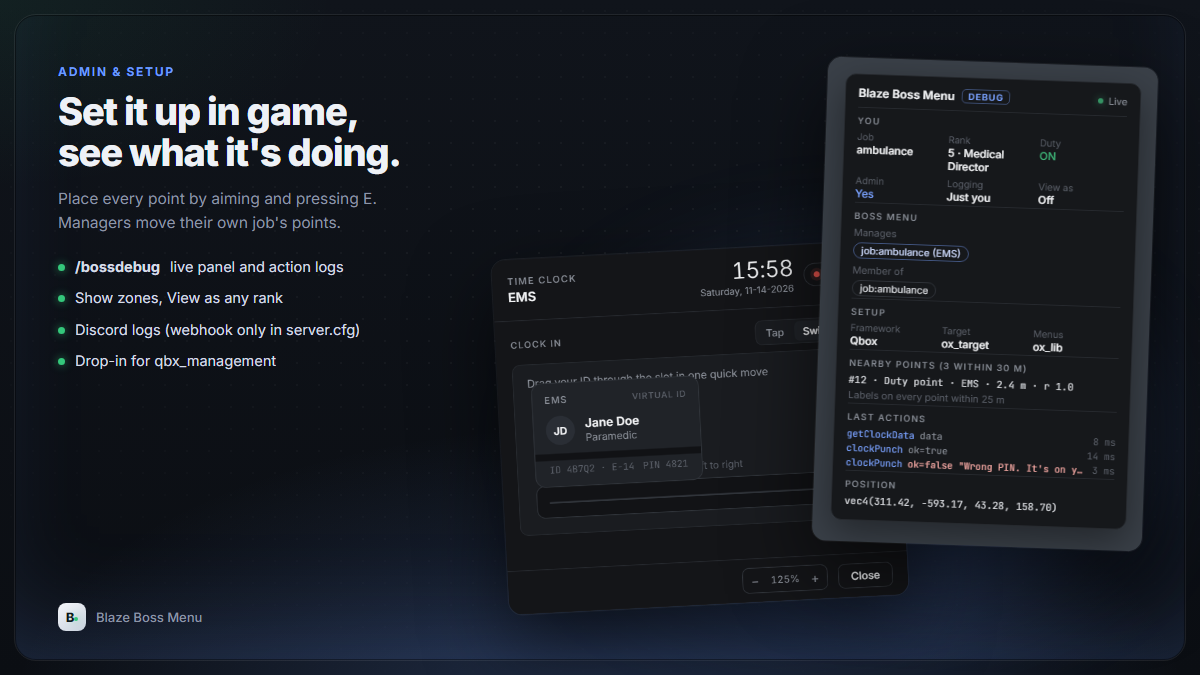 ADMIN & SETUP
Set it up in game,
see what it's doing.
Place every point by aiming and pressing E.
Managers move their own job's points.
/bossdebug live panel and action logs
Show zones, View as any rank
Discord logs (webhook only in server.cfg)
Drop-in for qbx_management
B
Blaze Boss Menu
TIME CLOCK
EMS
15:58
Saturday, 11-14-2026
CLOCK IN
Tap
Drag your ID through the slot in one quick move
EMS
VIRTUAL ID
JD
Jane Doe
Paramedic
ID 4B7Q2 · E-14 PIN 4821
to right
− 125% +
Close
Blaze Boss Menu DEBUG
Live
YOU
Job Rank Duty
ambulance 5 · Medical Director ON
Admin Logging View as
Yes Just you Off
BOSS MENU
Manages
job:ambulance (EMS)
Member of
job:ambulance
SETUP
Framework Target Menus
Qbox ox_target ox_lib
NEARBY POINTS (3 WITHIN 30 M)
#12 · Duty point · EMS · 2.4 m · r 1.0
Labels on every point within 25 m
LAST ACTIONS
getClockData data 8 ms
clockPunch ok=true 14 ms
clockPunch ok=false "Wrong PIN. It's on y… 3 ms
POSITION
vec4(311.42, -593.17, 43.28, 158.70)